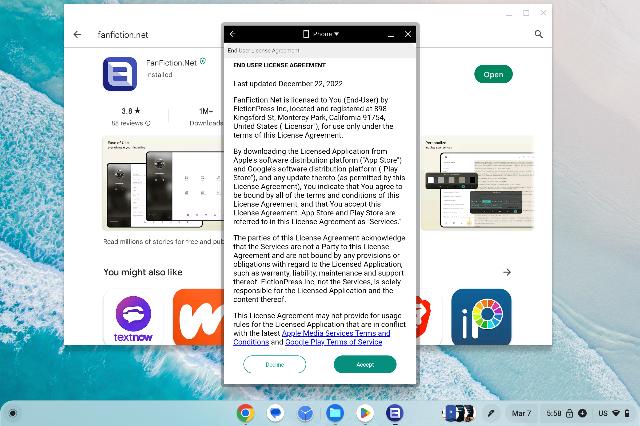 fanfiction.net
FanFiction.Net
Installed
Open
3.8 ★
88 reviews
1M+
Downloads
Ease of Use
Personalize
Read millions of stories for free and pub
You might also like
textnow
Phone ▼
End User License Agreement
END USER LICENSE AGREEMENT
Last updated December 22, 2022
FanFiction.Net is licensed to You (End-User) by
FictionPress Inc, located and registered at 898
Kingsford St, Monterey Park, California 91754,
United States ("Licensor"), for use only under the
terms of this License Agreement.
By downloading the Licensed Application from
Apple's software distribution platform ("App Store")
and Google's software distribution platform ("Play
Store"), and any update thereto (as permitted by this
License Agreement), You indicate that You agree to
be bound by all of the terms and conditions of this
License Agreement, and that You accept this
License Agreement. App Store and Play Store are
referred to in this License Agreement as "Services."
The parties of this License Agreement acknowledge
that the Services are not a Party to this License
Agreement and are not bound by any provisions or
obligations with regard to the Licensed Application,
such as warranty, liability, maintenance and support
thereof. FictionPress Inc, not the Services, is solely
responsible for the Licensed Application and the
content thereof.
This License Agreement may not provide for usage
rules for the Licensed Application that are in conflict
with the latest Apple Media Services Terms and
Conditions and Google Play Terms of Service
Decline
Accept
Mar 7
5:58
US